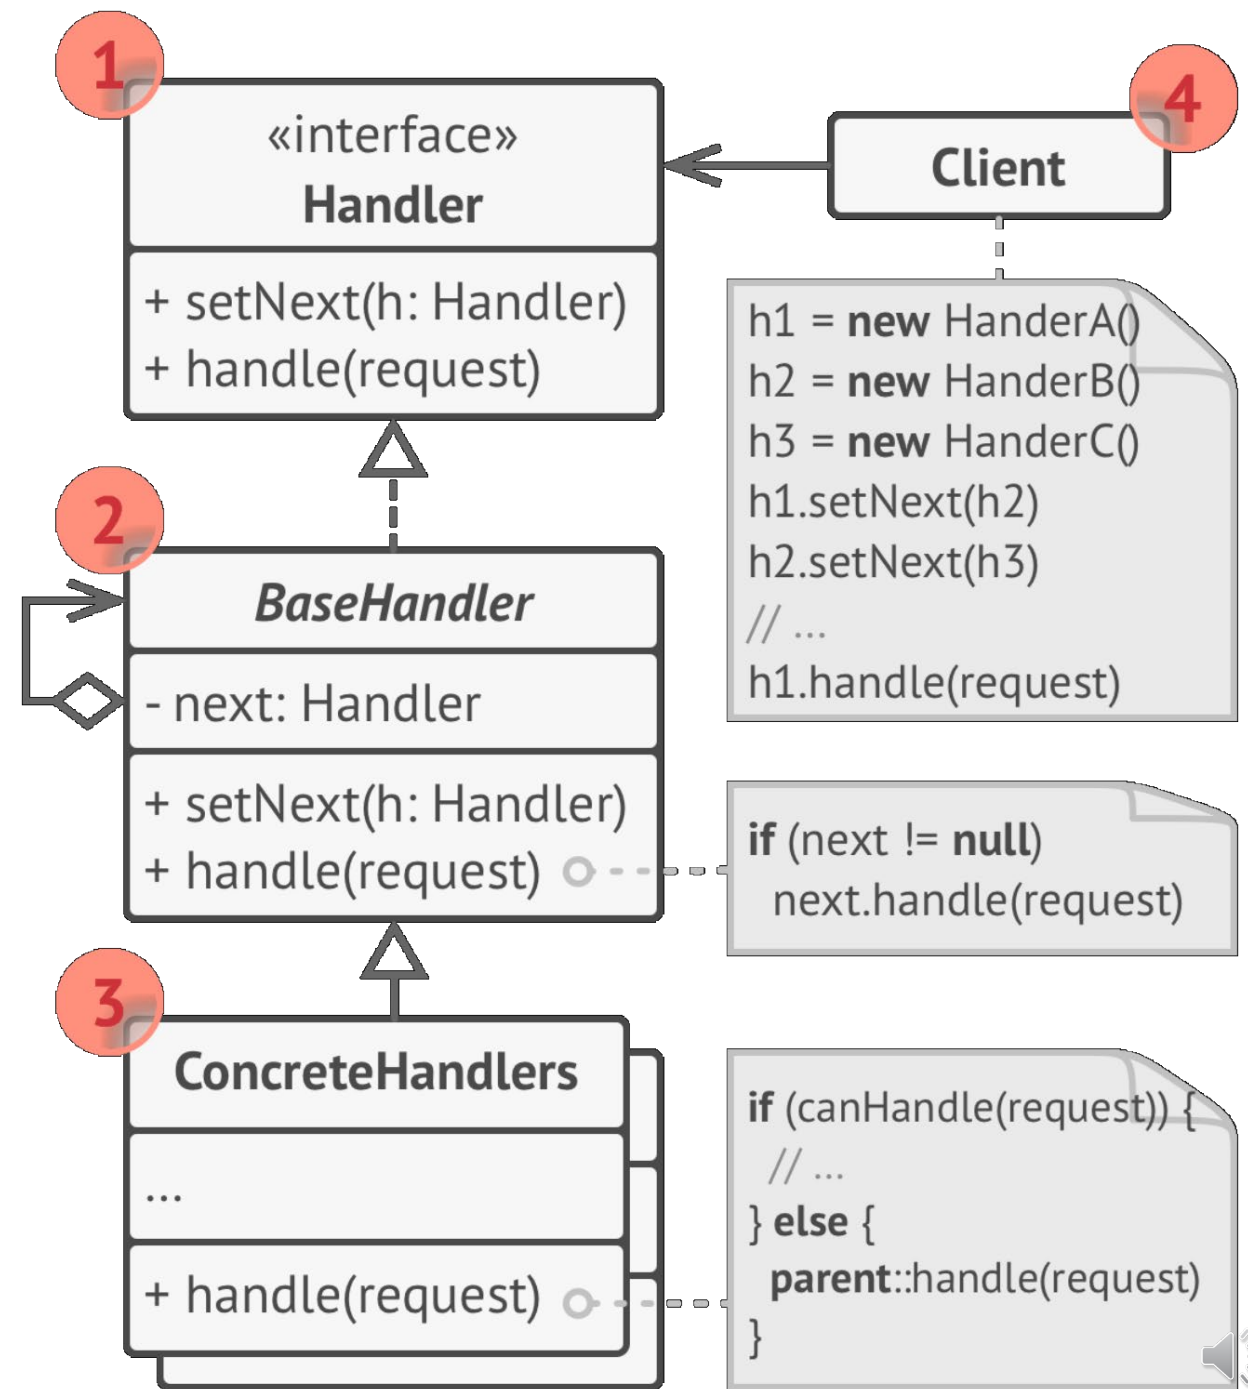 1
«interface»
Handler
+ setNext(h: Handler)
+ handle(request)
2
BaseHandler
- next: Handler
+ setNext(h: Handler)
+ handle(request)
3
ConcreteHandlers
...
+ handle(request)
4
Client
h1 = new HanderA()
h2 = new HanderB()
h3 = new HanderC()
h1.setNext(h2)
h2.setNext(h3)
// ...
h1.handle(request)
if (next != null)
next.handle(request)
if (canHandle(request)) {
// ...
} else {
parent::handle(request)
}